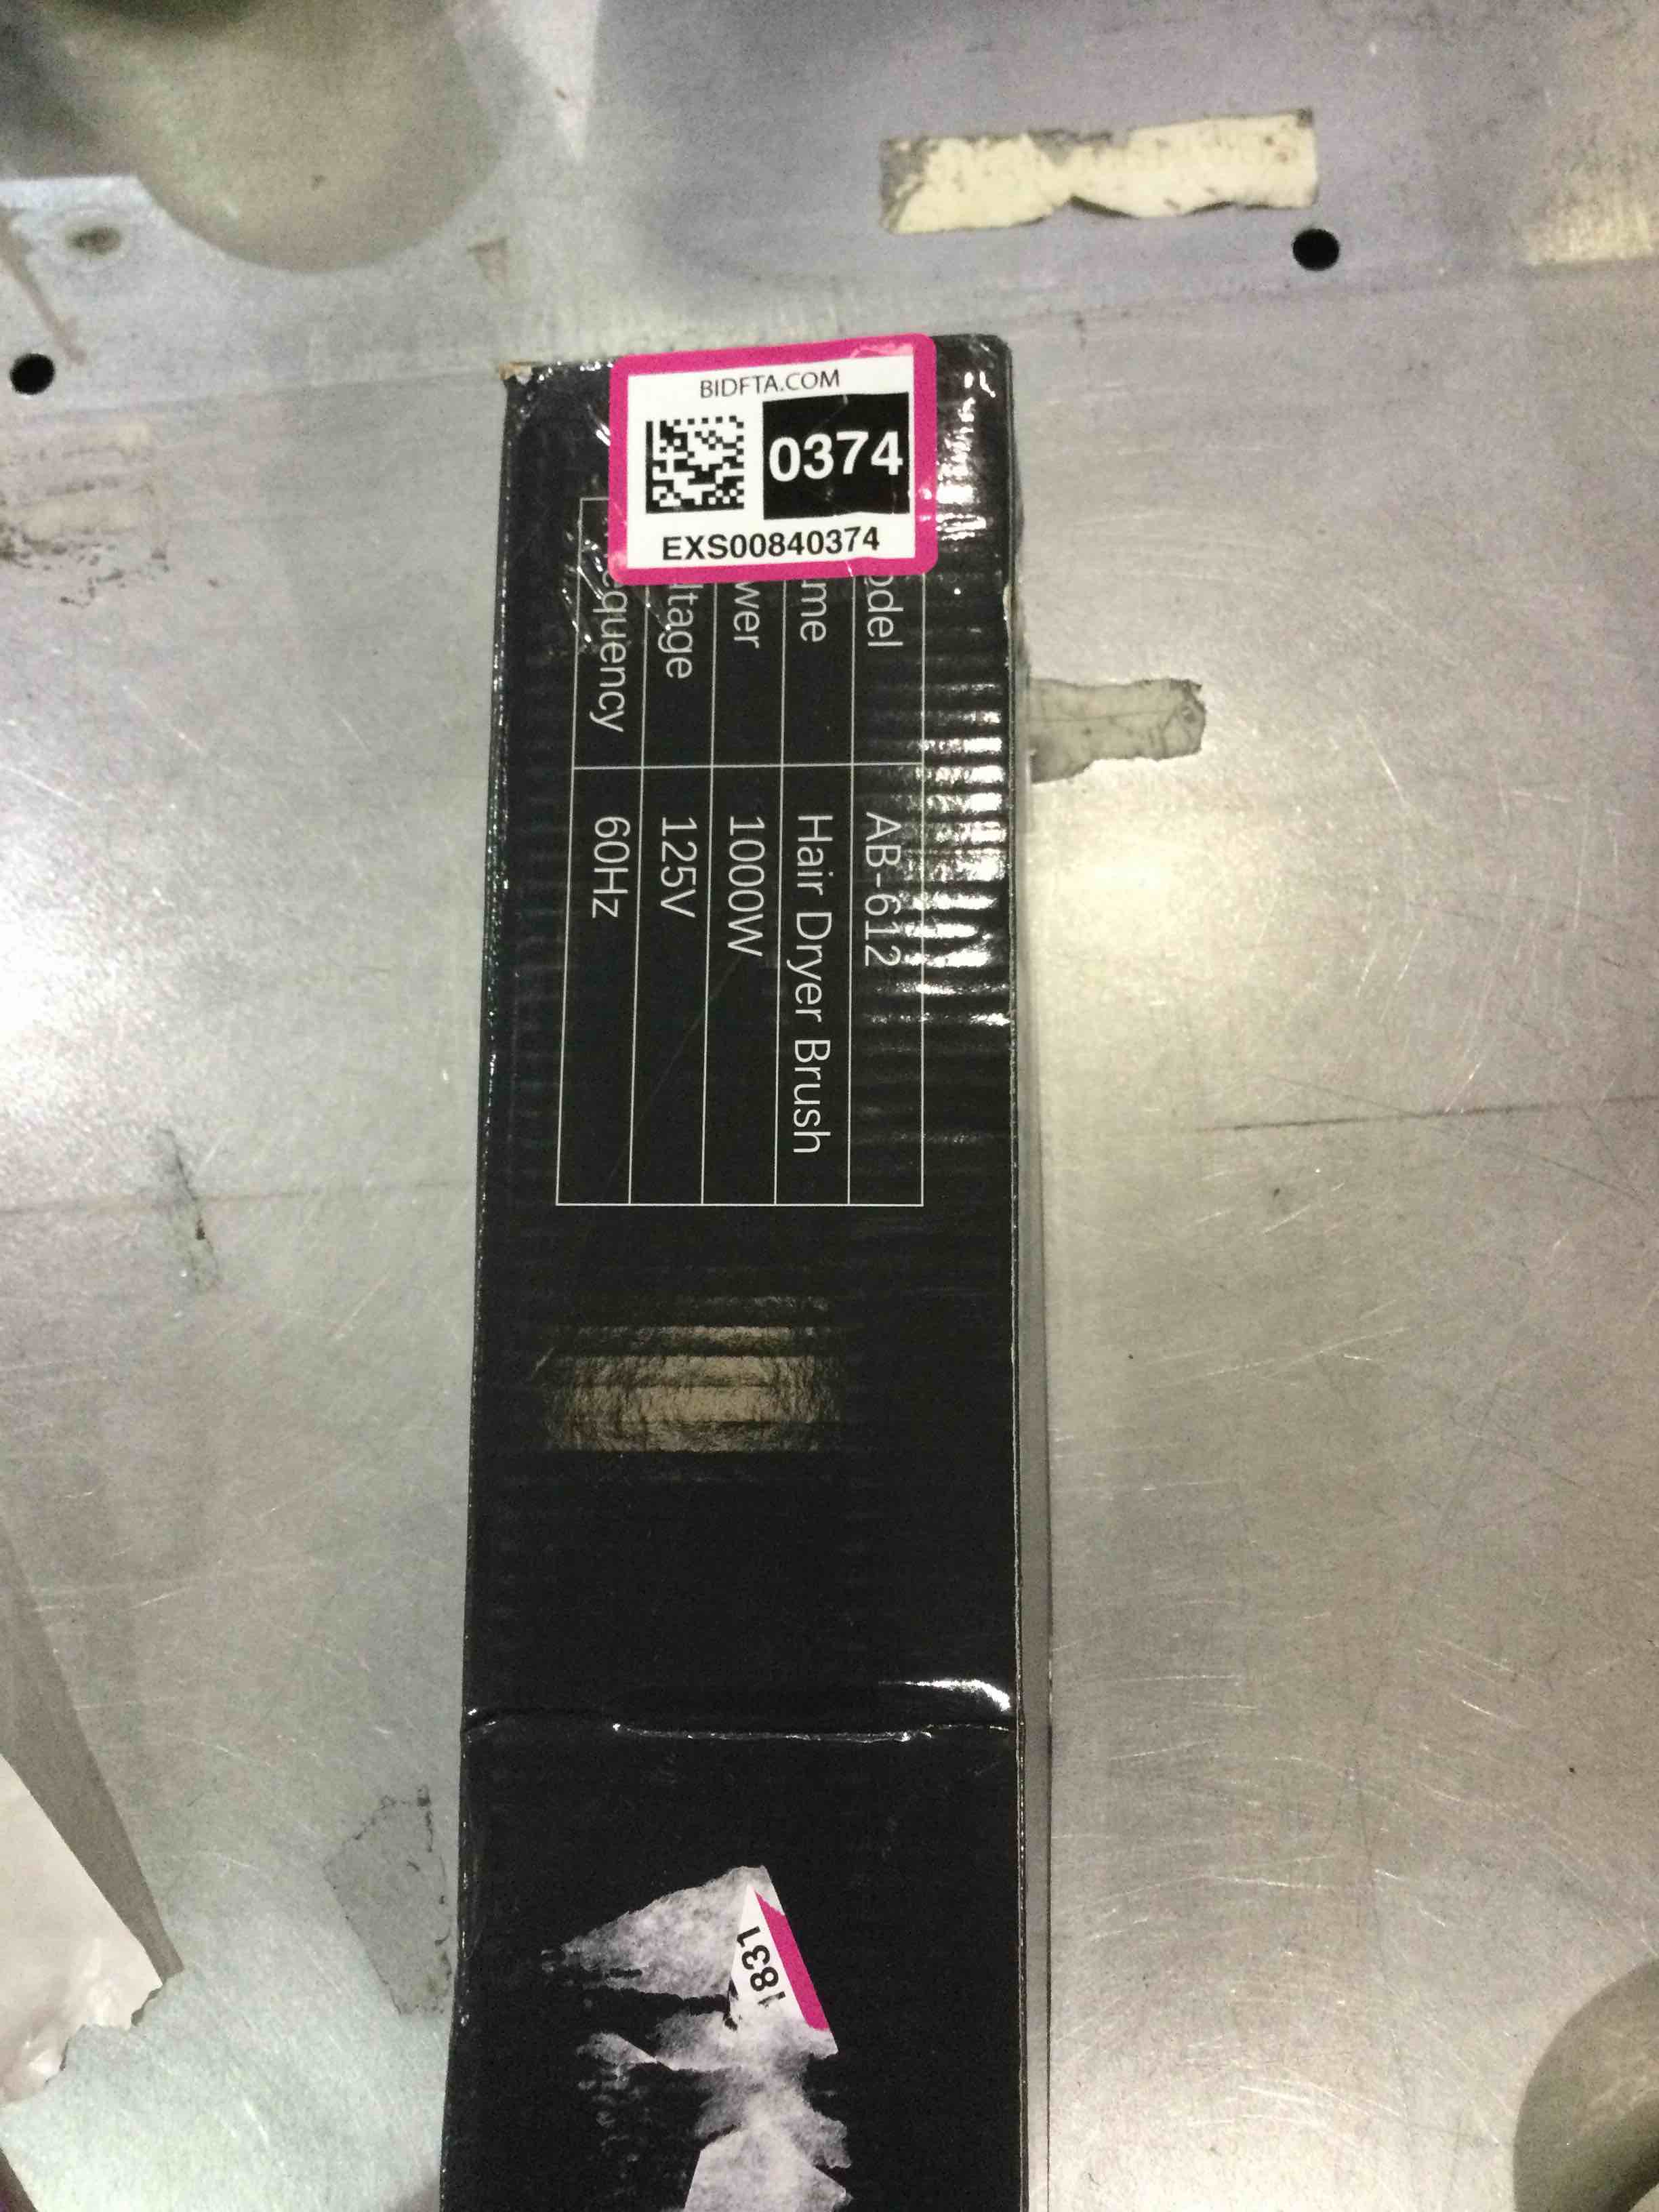 BIDFTA.COM
0374
EXS00840374
odel AB-612
me Hair Dryer Brush
wer 1000W
ltage 125V
equency 60Hz
1831